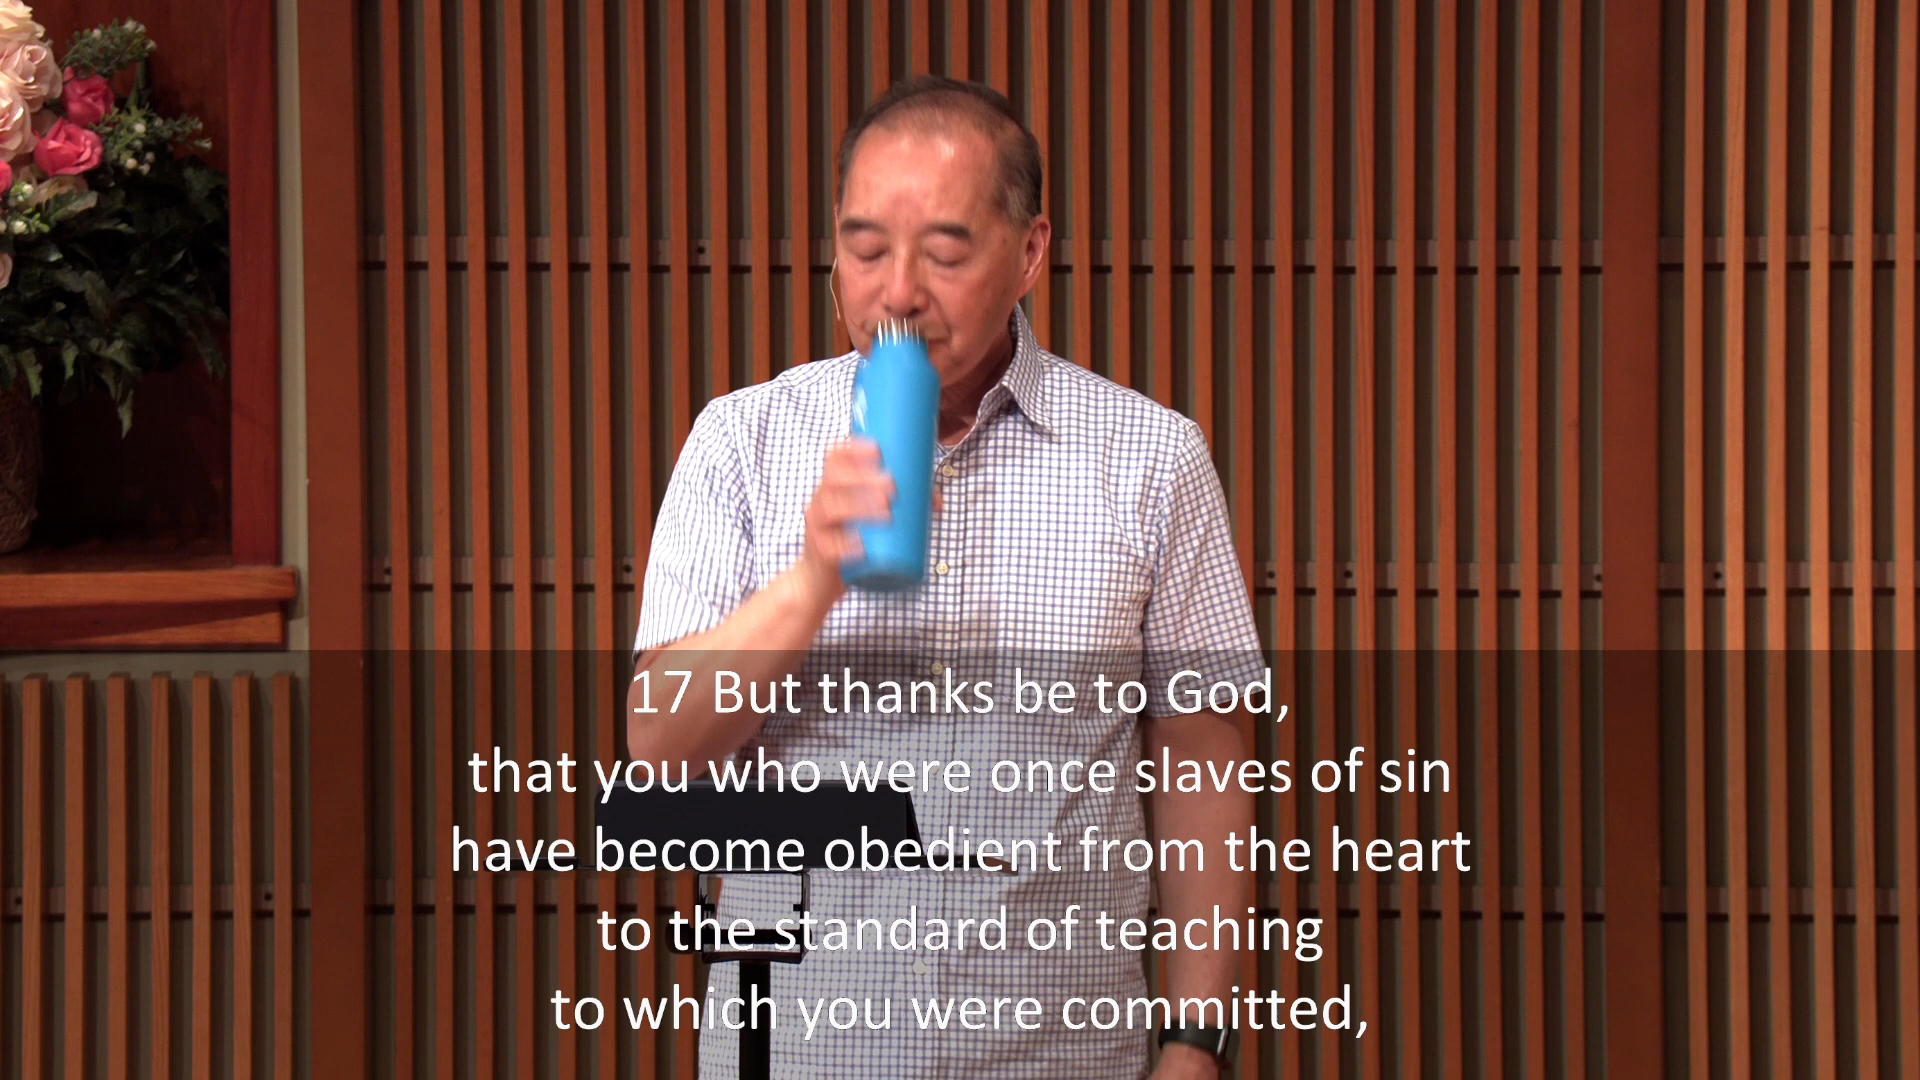 17 But thanks be to God,
that you who were once slaves of sin
have become obedient from the heart
to the standard of teaching
to which you were committed,